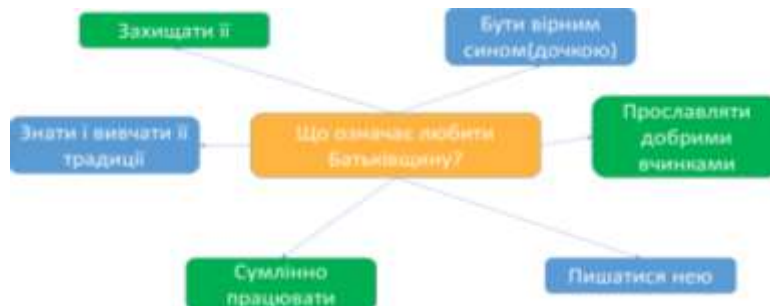 Захищати її
Бути вірним
сином(дочкою)
Знати і вивчати її
традиції
Що означає любити
Батьківщину?
Прославляти
добрими
вчинками
Сумлінно
працювати
Пишатися нею